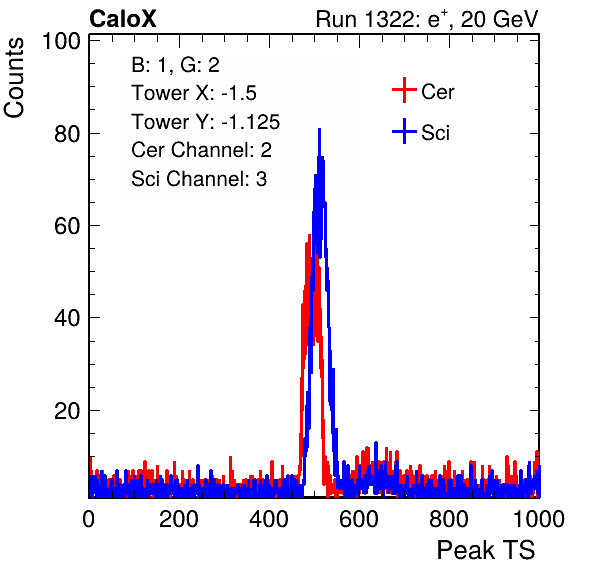 CaloX Run 1322: e⁺, 20 GeV
100
80
60
40
20
Counts
B: 1, G: 2
Tower X: -1.5
Tower Y: -1.125
Cer Channel: 2
Sci Channel: 3
Cer
Sci
0 200 400 600 800 1000
Peak TS